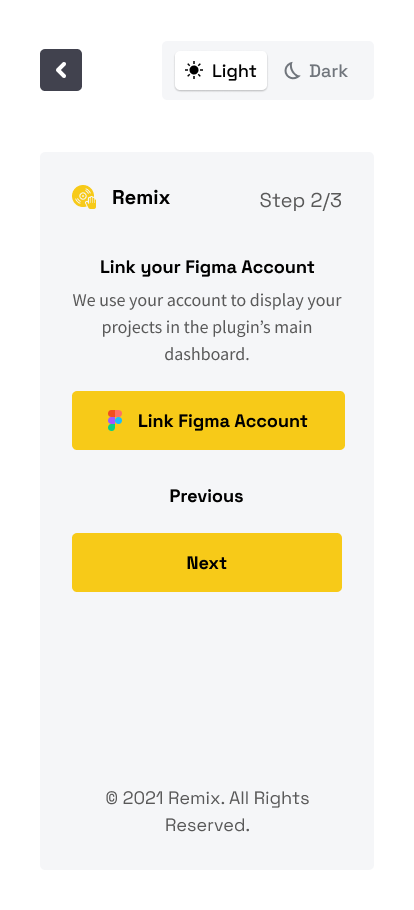 Light
Dark
Remix
Step 2/3
Link your Figma Account
We use your account to display your
projects in the plugin’s main
dashboard.
Link Figma Account
Previous
Next
© 2021 Remix. All Rights
Reserved.